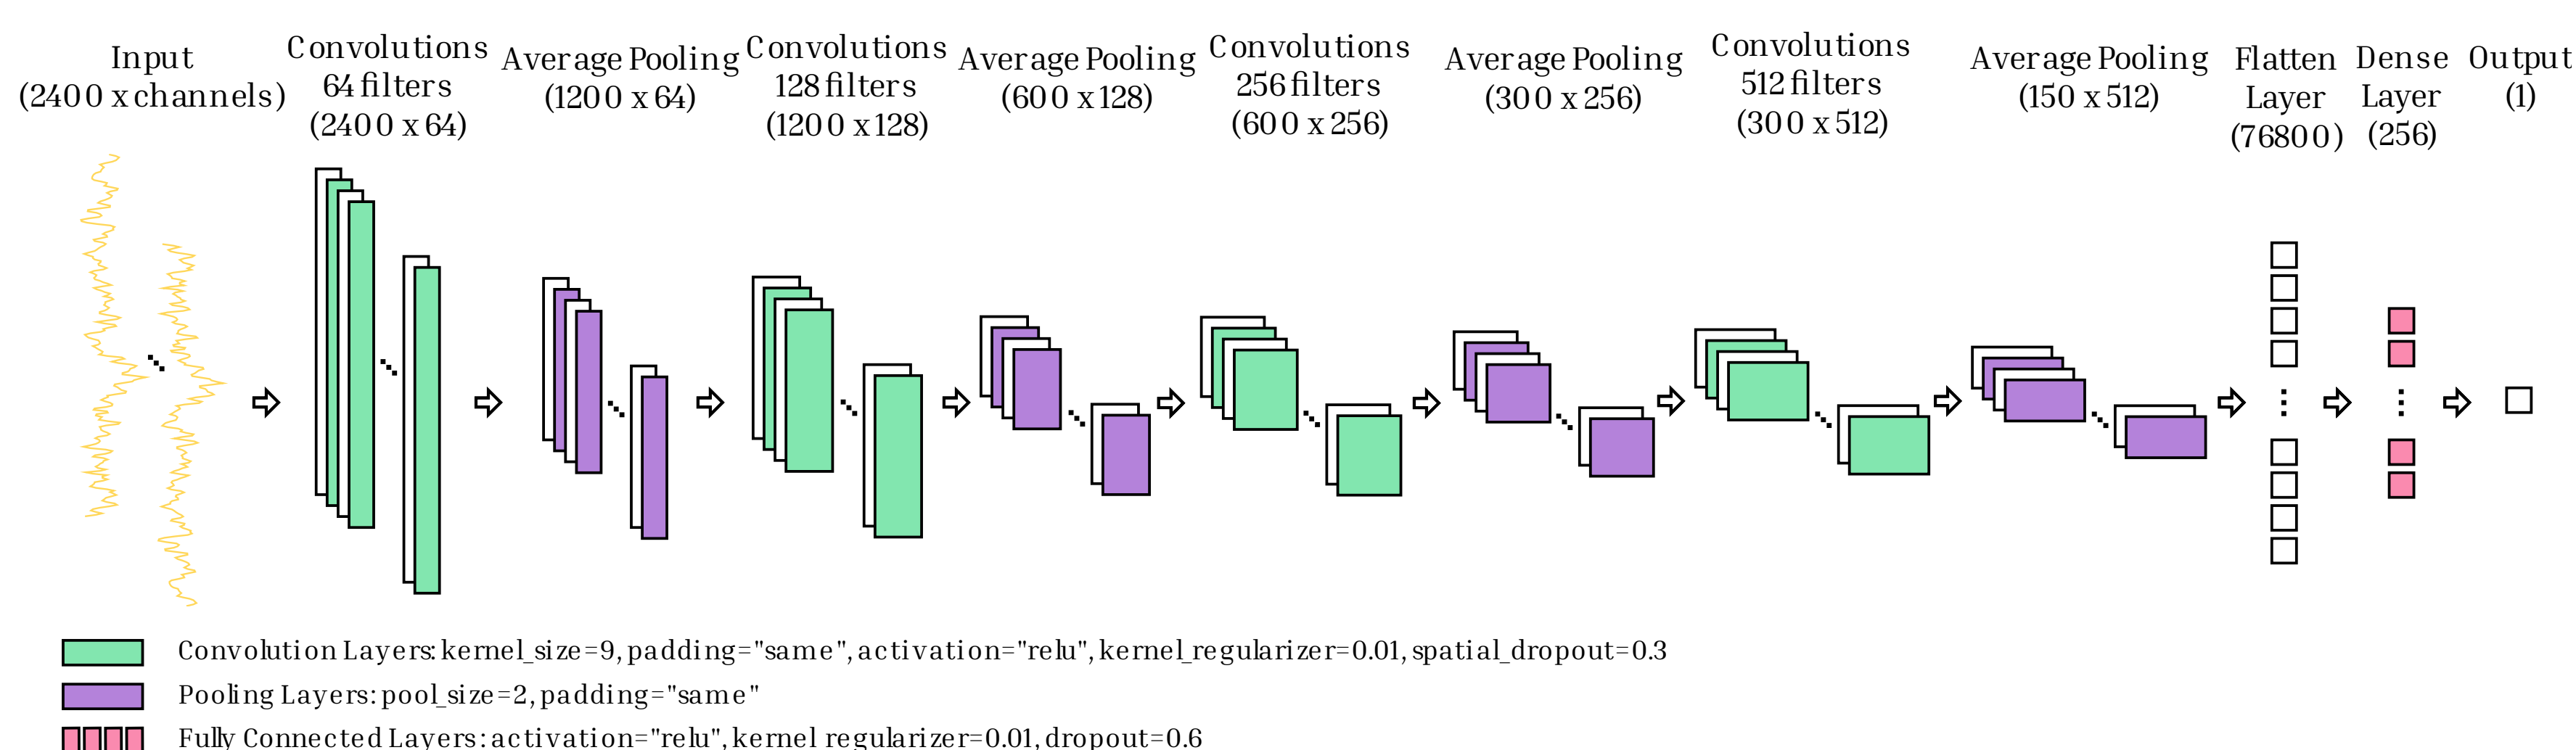 Input
(2400 x channels)
Convolutions
64 filters
(2400 x 64)
Average Pooling
(1200 x 64)
Convolutions
128 filters
(1200 x 128)
Average Pooling
(600 x 128)
Convolutions
256 filters
(600 x 256)
Average Pooling
(300 x 256)
Convolutions
512 filters
(300 x 512)
Average Pooling
(150 x 512)
Flatten
Layer
(76800)
Dense
Layer
(256)
Output
(1)
Convolution Layers: kernel_size=9, padding="same", activation="relu", kernel_regularizer=0.01, spatial_dropout=0.3
Pooling Layers: pool_size=2, padding="same"
Fully Connected Layers: activation="relu", kernel_regularizer=0.01, dropout=0.6